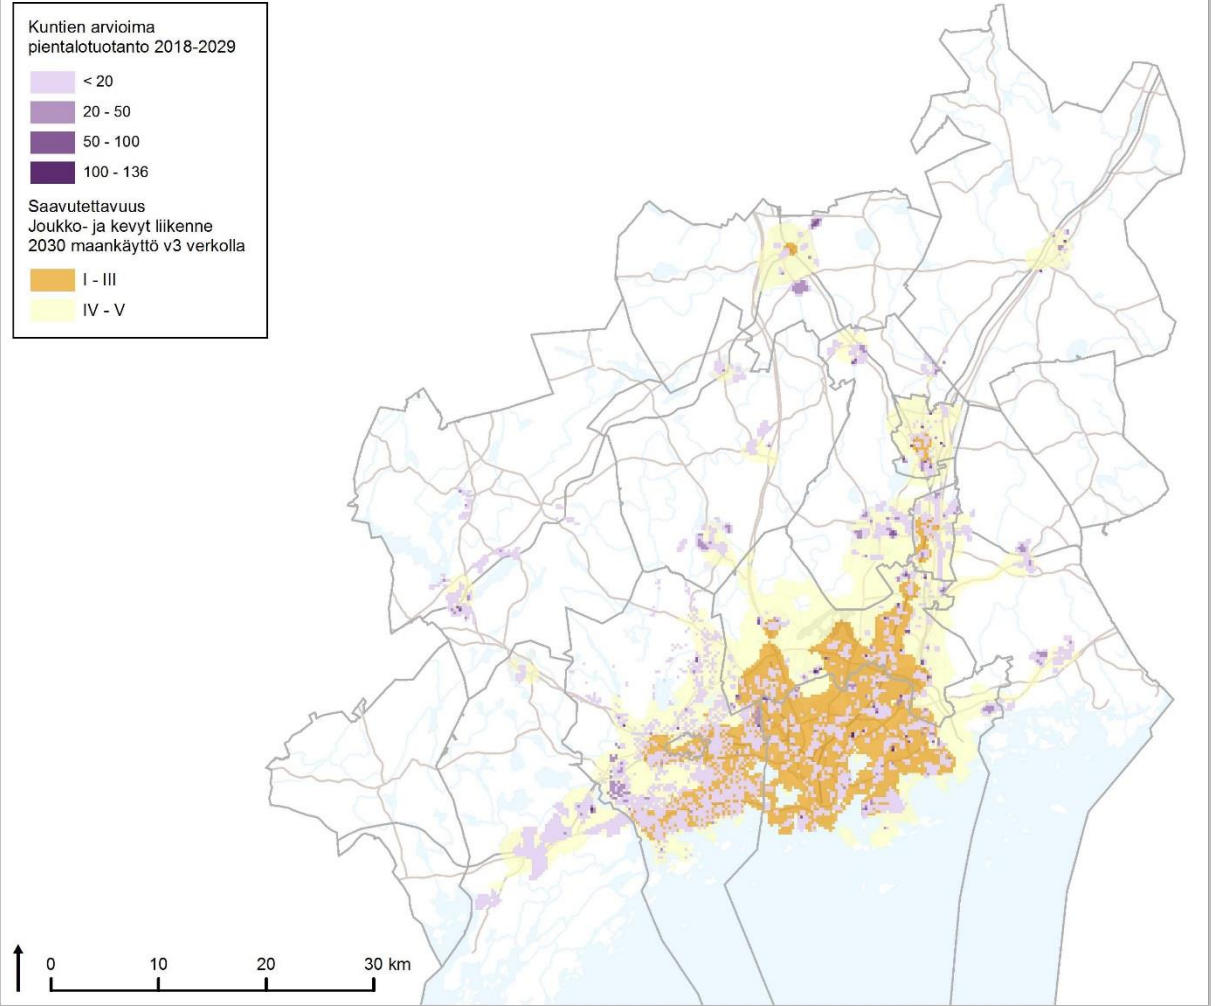 Kuntien arvioima
pientalotuotanto 2018-2029
< 20
20 - 50
50 - 100
100 - 136
Saavutettavuus
Joukko- ja kevyt liikenne
2030 maankäyttö v3 verkolla
I - III
IV - V
0 10 20 30 km